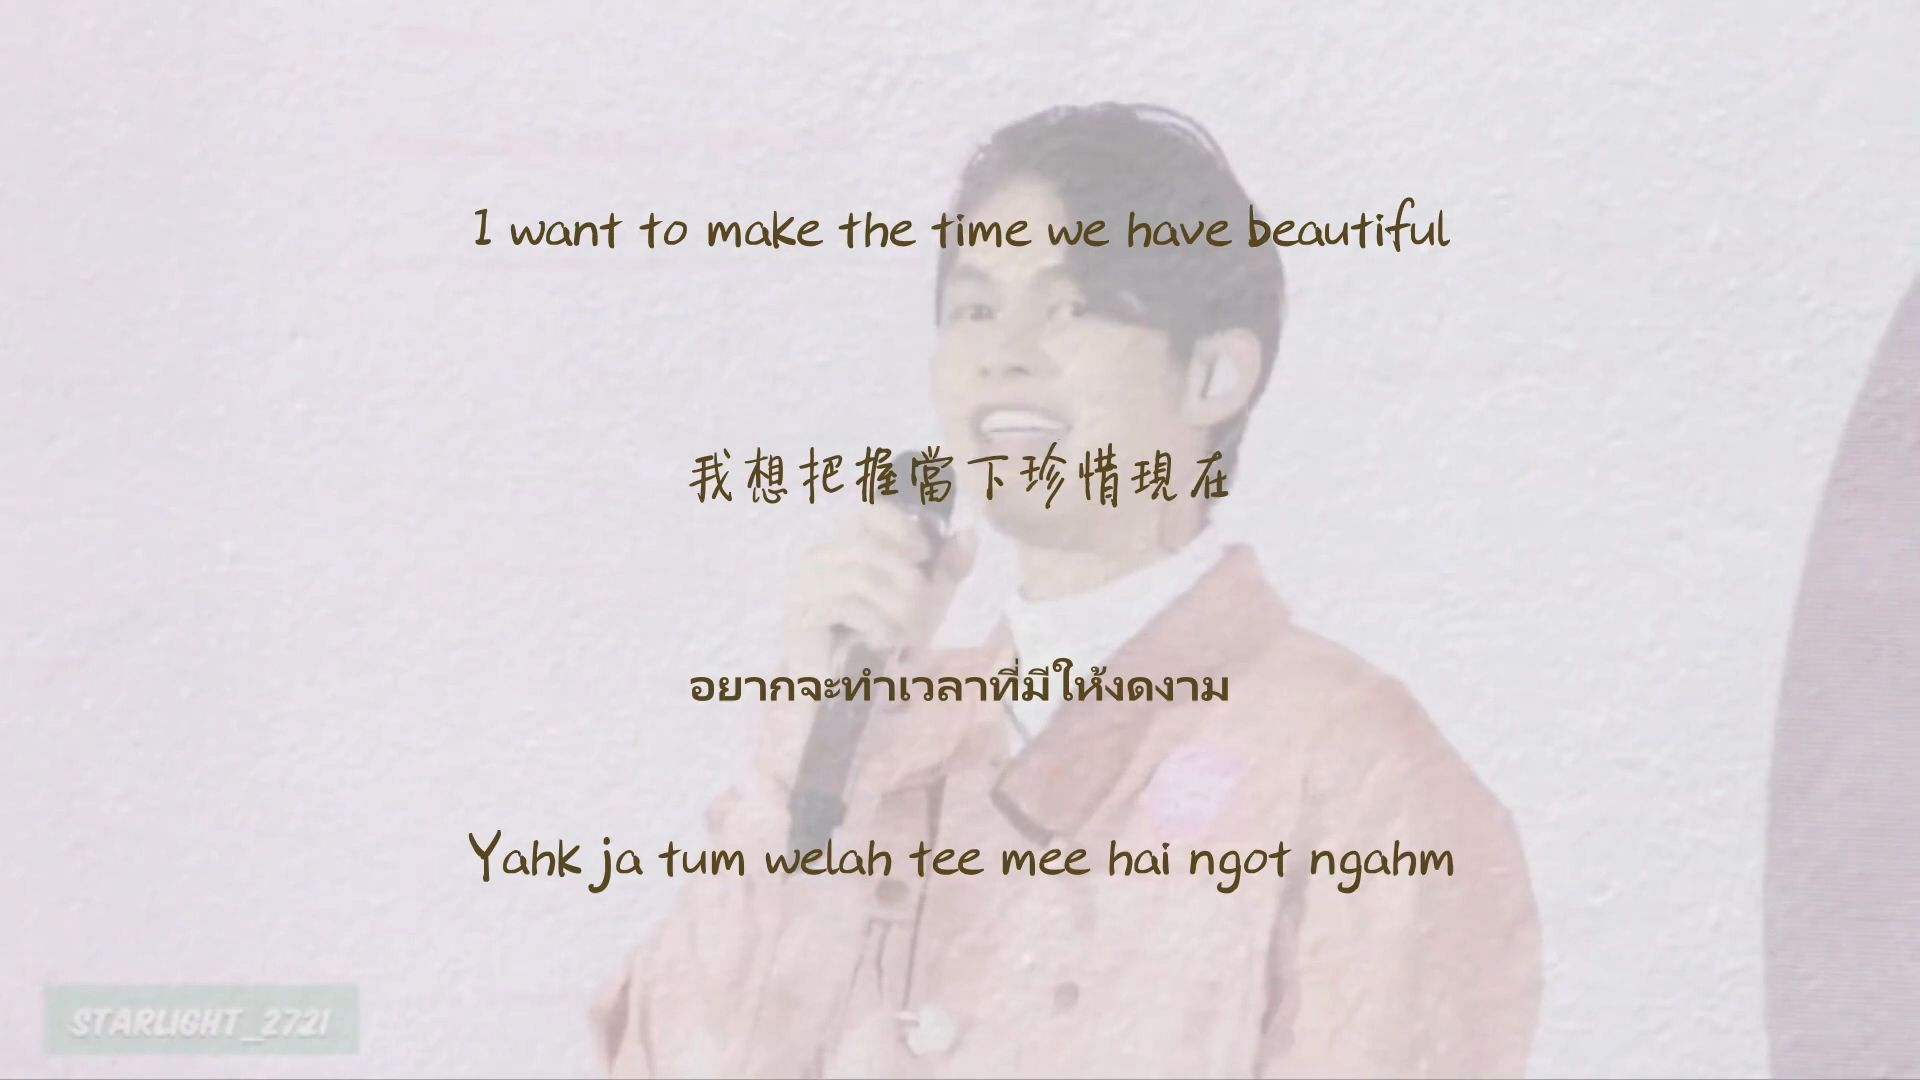 I want to make the time we have beautiful
我想把握當下珍惜現在
อยากจะทำเวลาที่มีให้งดงาม
Yahk ja tum welah tee mee hai ngot ngahm
STARLIGHT_2721